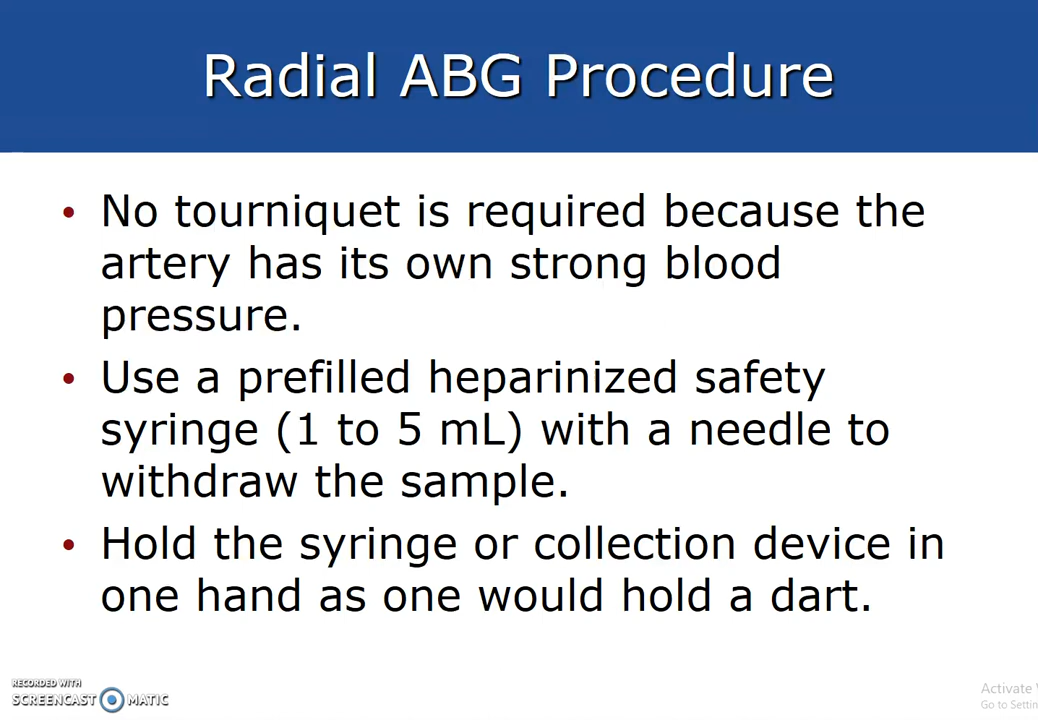 Radial ABG Procedure
• No tourniquet is required because the
artery has its own strong blood
pressure.
• Use a prefilled heparinized safety
syringe (1 to 5 mL) with a needle to
withdraw the sample.
• Hold the syringe or collection device in
one hand as one would hold a dart.
RECORDED WITH
SCREENCAST MATIC
Activate
Go to Settin